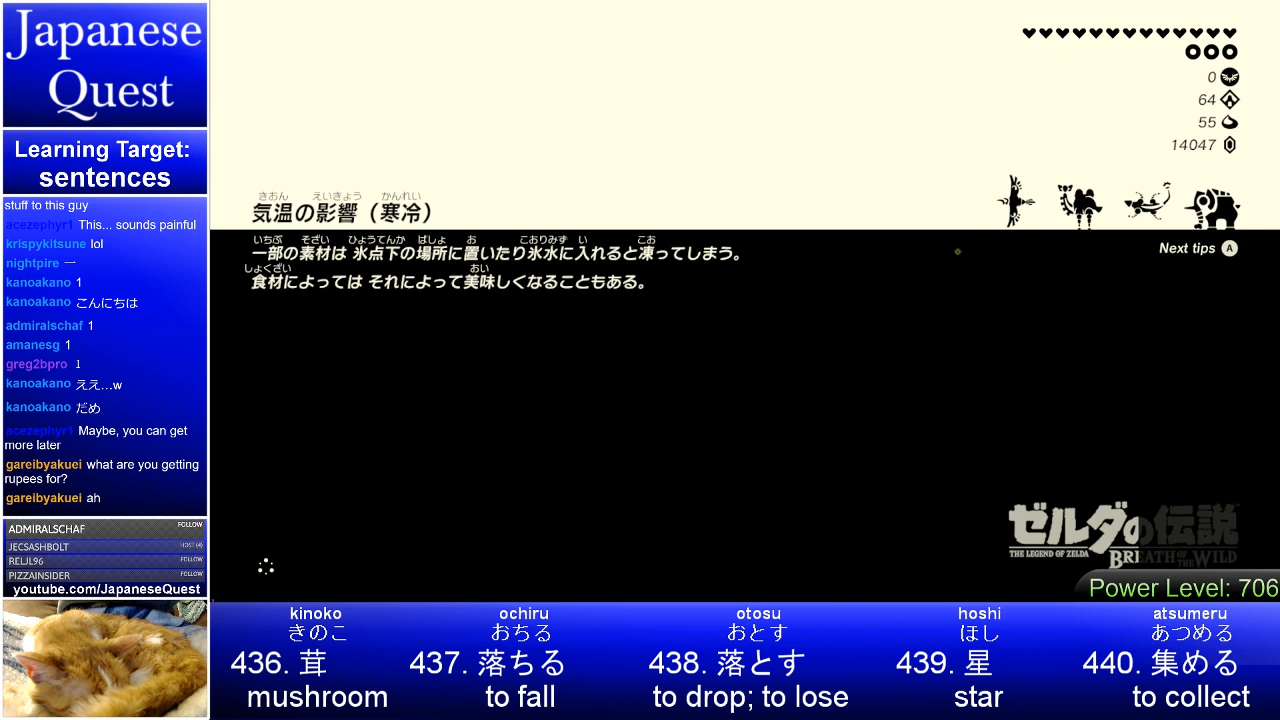 Japanese
Quest
Learning Target:
sentences
stuff to this guy
acezephyr1 This... sounds painful
krispykitsune lol
nightpire 一
kanoakano 1
kanoakano こんにちは
admiralschaf 1
amanesg 1
greg2bpro 1
kanoakano ええ...w
kanoakano だめ
acezephyr1 Maybe, you can get
more later
gareibyakuei what are you getting
rupees for?
gareibyakuei ah
ADMIRALSCHAF FOLLOW
JECSASHBOLT HOST (4)
RELJL96 FOLLOW
PIZZAINSIDER FOLLOW
youtube.com/JapaneseQuest
0
64
55
14047
きおん えいきょう かんれい
気温の影響（寒冷）
いちぶ そざい ひょうてんか ばしょ お こおりみず い こお
一部の素材は 氷点下の場所に置いたり氷水に入れると凍ってしまう。
しょくざい おい
食材によっては それによって美味しくなることもある。
Next tips A
ゼルダの伝説
THE LEGEND OF ZELDA
BREATH OF THE WILD
Power Level: 706
kinoko ochiru otosu hoshi atsumeru
きのこ おちる おとす ほし あつめる
436. 茸 437. 落ちる 438. 落とす 439. 星 440. 集める
mushroom to fall to drop; to lose star to collect